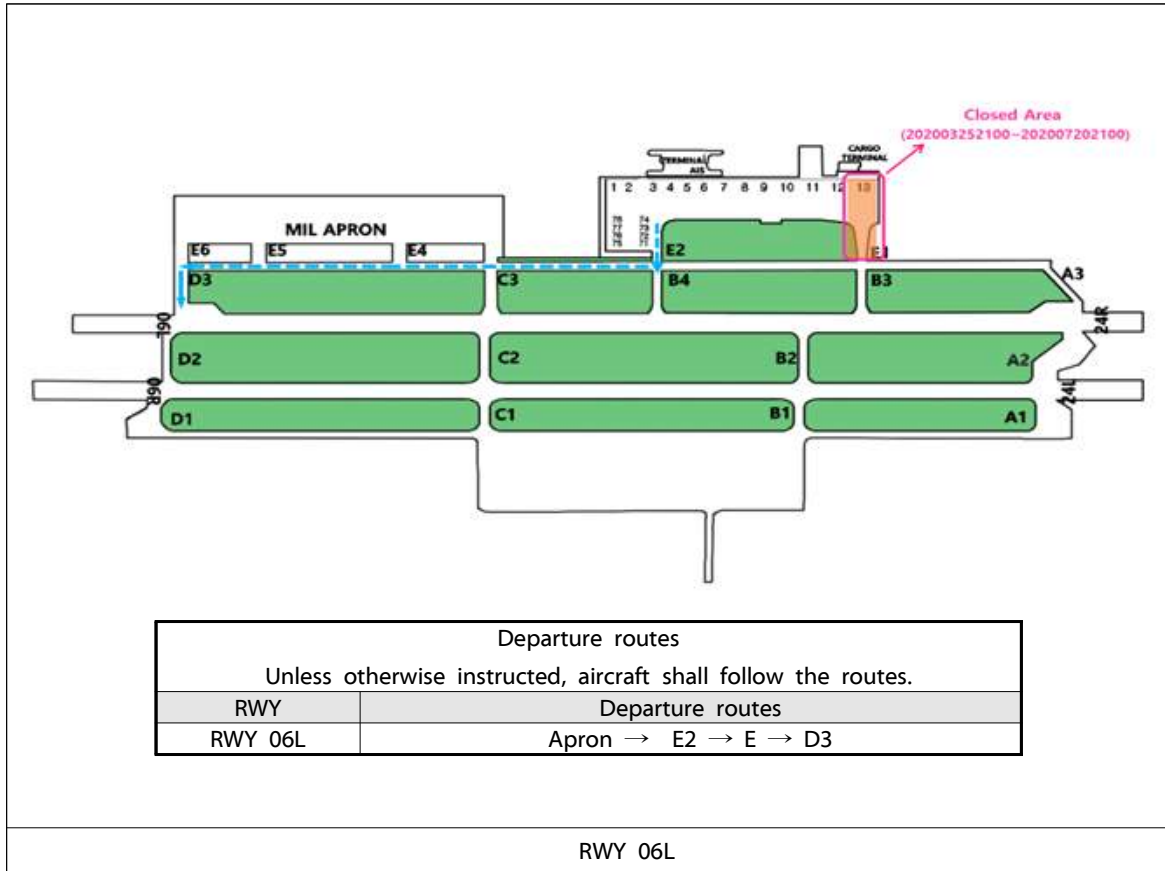 Closed Area
(202003252100~202007202100)
CARGO
TERMINAL
TERMINAL
AIS
1 2 3 4 5 6 7 8 9 10 11 12 13
MIL APRON
E6 E5 E4 E2 E1
D3 C3 B4 B3 A3
06L 24R
D2 C2 B2 A2
06R 24L
D1 C1 B1 A1
Departure routes
Unless otherwise instructed, aircraft shall follow the routes.
RWY Departure routes
RWY 06L Apron → E2 → E → D3
RWY 06L